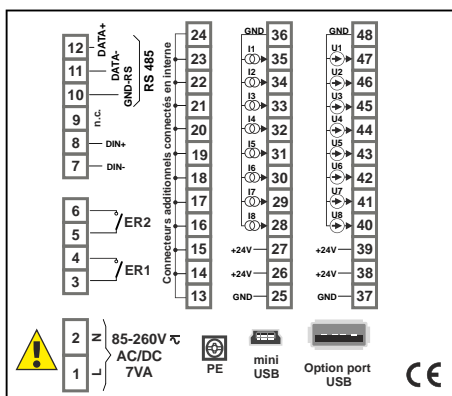 12 DATA+
11 DATA-
10 GND-RS
RS 485
9 n.c.
8 DIN+
7 DIN-
6
5
ER2
4
3
ER1
2 N
1 L
85-260V
AC/DC
7VA
Connecteurs additionnels connectés en interne
24
23
22
21
20
19
18
17
16
15
14
13
GND 36
I1 35
I2 34
I3 33
I4 32
I5 31
I6 30
I7 29
I8 28
+24V 27
+24V 26
GND 25
GND 48
U1 47
U2 46
U3 45
U4 44
U5 43
U6 42
U7 41
U8 40
+24V 39
+24V 38
GND 37
PE
mini
USB
Option port
USB
CE